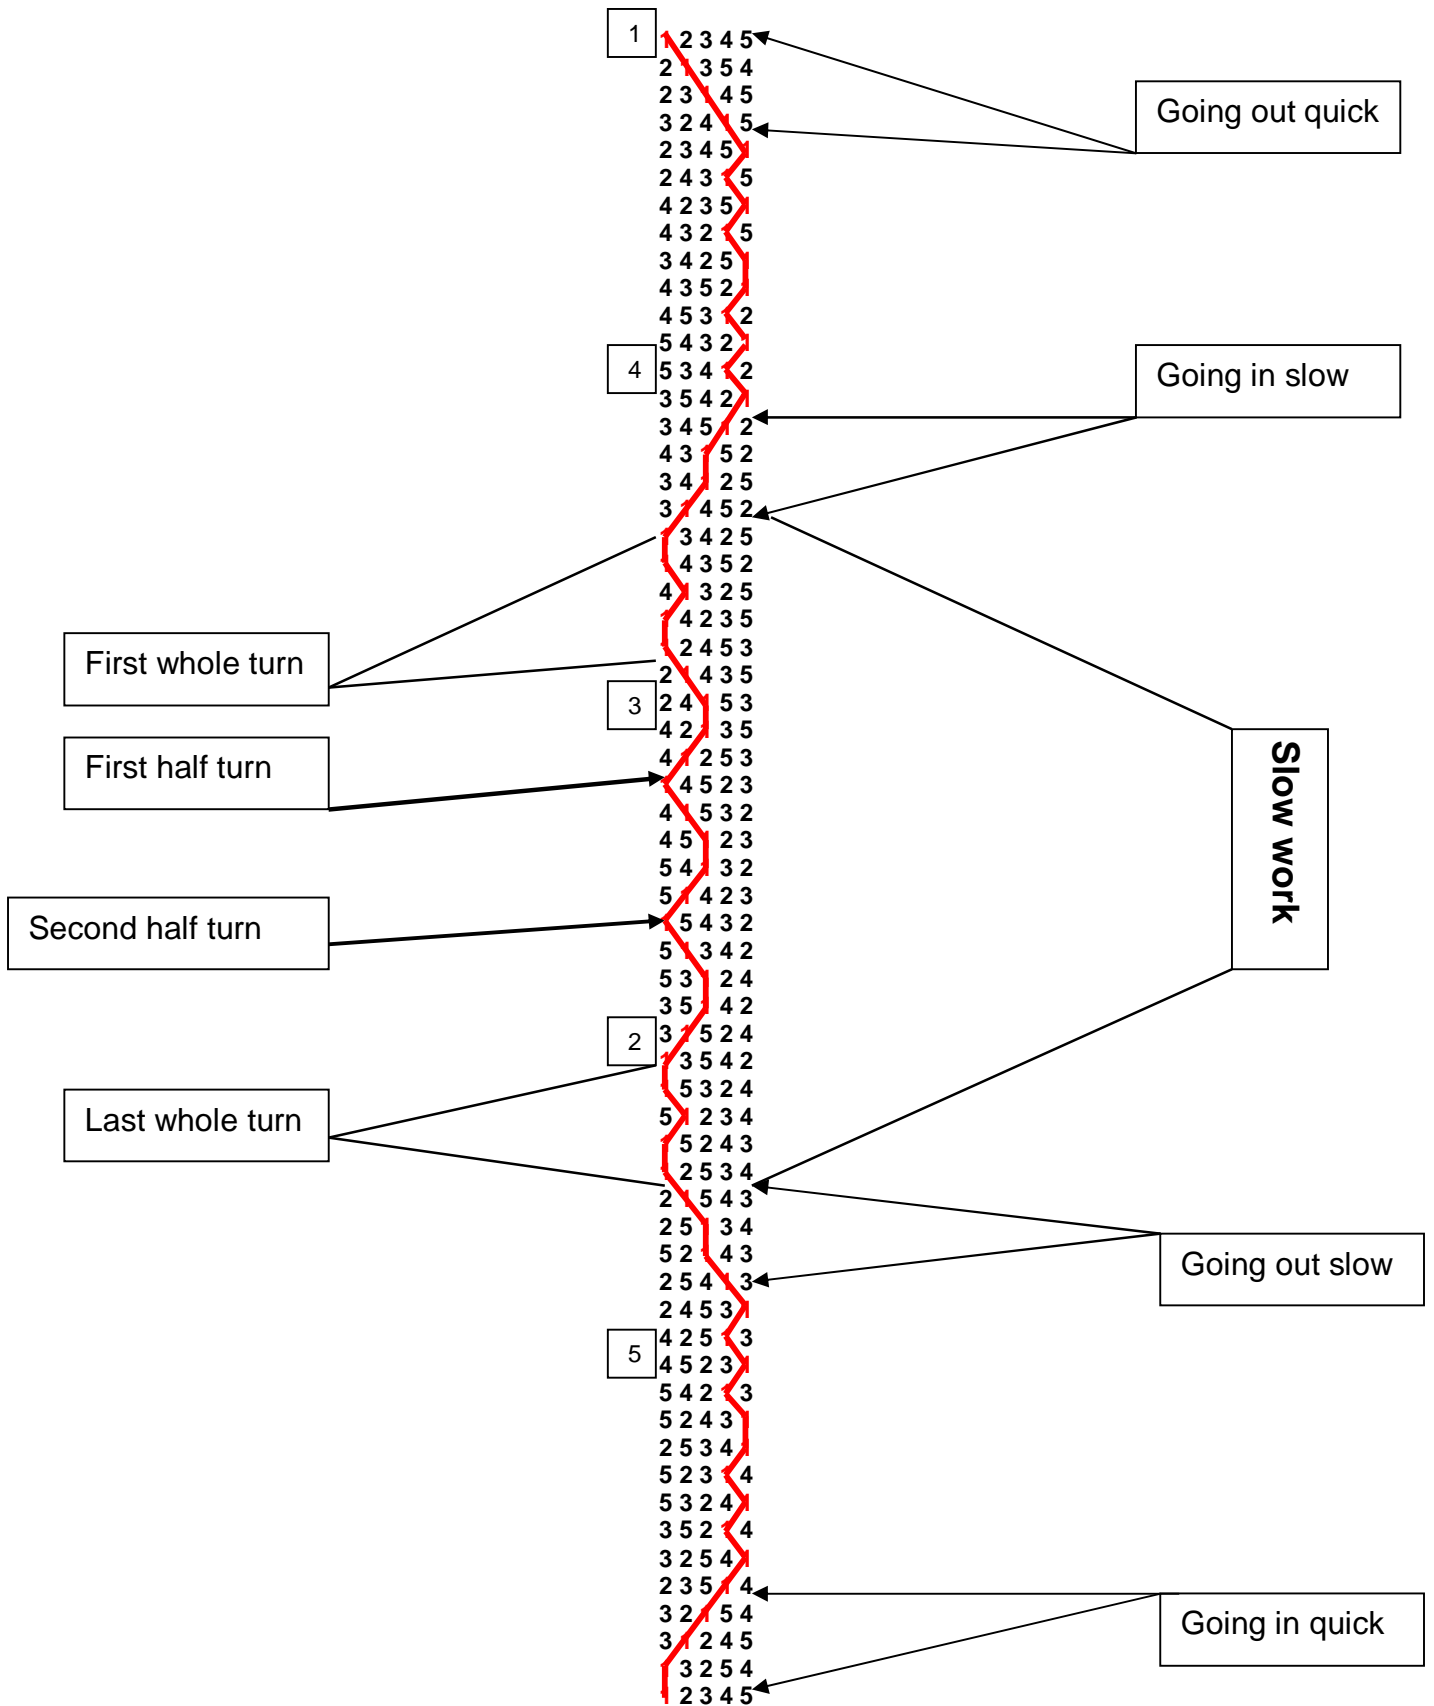 1
1 2 3 4 5
2 1 3 5 4
2 3 1 4 5
Going out quick
3 2 4 1 5
2 3 4 5 1
2 4 3 1 5
4 2 3 5 1
4 3 2 1 5
3 4 2 5 1
4 3 5 2 1
4 5 3 1 2
5 4 3 2 1
4
5 3 4 1 2
Going in slow
3 5 4 2 1
3 4 5 1 2
4 3 1 5 2
3 4 1 2 5
3 1 4 5 2
1 3 4 2 5
1 4 3 5 2
4 1 3 2 5
1 4 2 3 5
1 2 4 5 3
First whole turn
2 1 4 3 5
3
2 4 1 5 3
4 2 1 3 5
4 1 2 5 3
First half turn
1 4 5 2 3
4 1 5 3 2
Slow work
4 5 1 2 3
5 4 1 3 2
5 1 4 2 3
1 5 4 3 2
Second half turn
5 1 3 4 2
5 3 1 2 4
3 5 1 4 2
3 1 5 2 4
2
1 3 5 4 2
1 5 3 2 4
5 1 2 3 4
Last whole turn
1 5 2 4 3
1 2 5 3 4
2 1 5 4 3
2 5 1 3 4
5 2 1 4 3
Going out slow
2 5 4 1 3
2 4 5 3 1
4 2 5 1 3
5
4 5 2 3 1
5 4 2 1 3
5 2 4 3 1
2 5 3 4 1
5 2 3 1 4
5 3 2 4 1
3 5 2 1 4
3 2 5 4 1
2 3 5 1 4
3 2 1 5 4
Going in quick
3 1 2 4 5
1 3 2 5 4
1 2 3 4 5